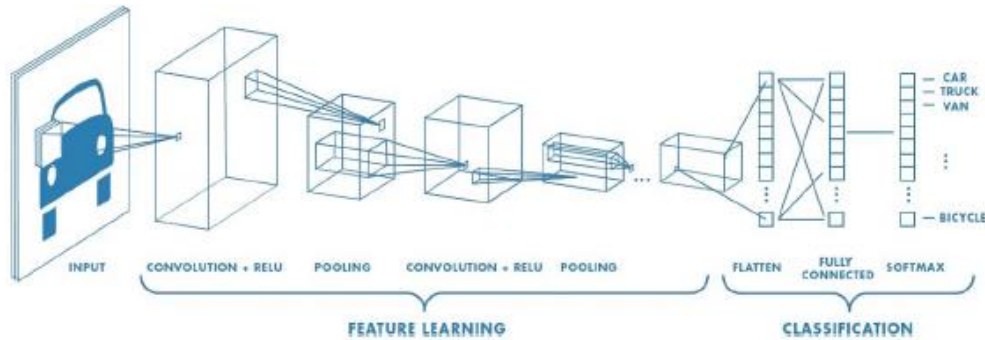 CAR
TRUCK
VAN
BICYCLE
INPUT CONVOLUTION + RELU POOLING CONVOLUTION + RELU POOLING FLATTEN FULLY CONNECTED SOFTMAX
FEATURE LEARNING CLASSIFICATION